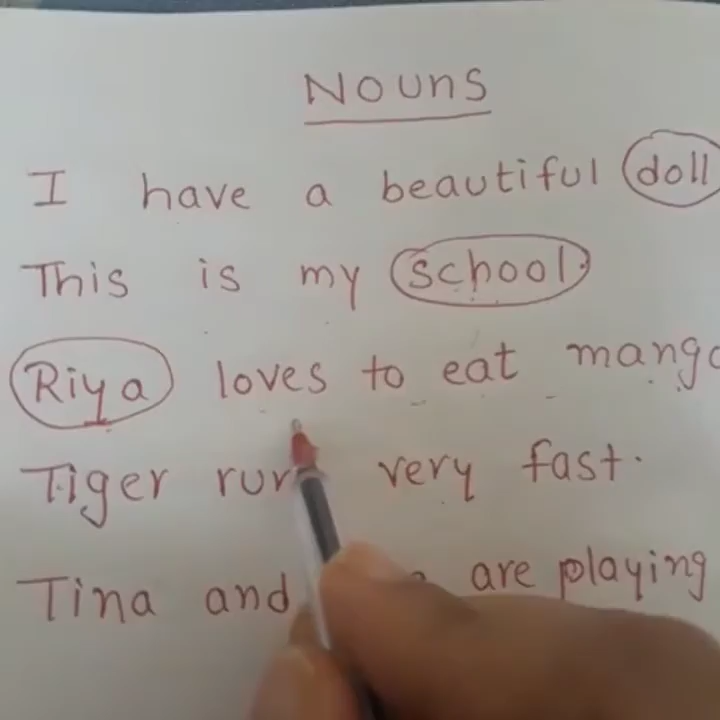 Nouns
I have a beautiful doll
This is my school.
Riya loves to eat
Tiger very fast.
Tina and are playing